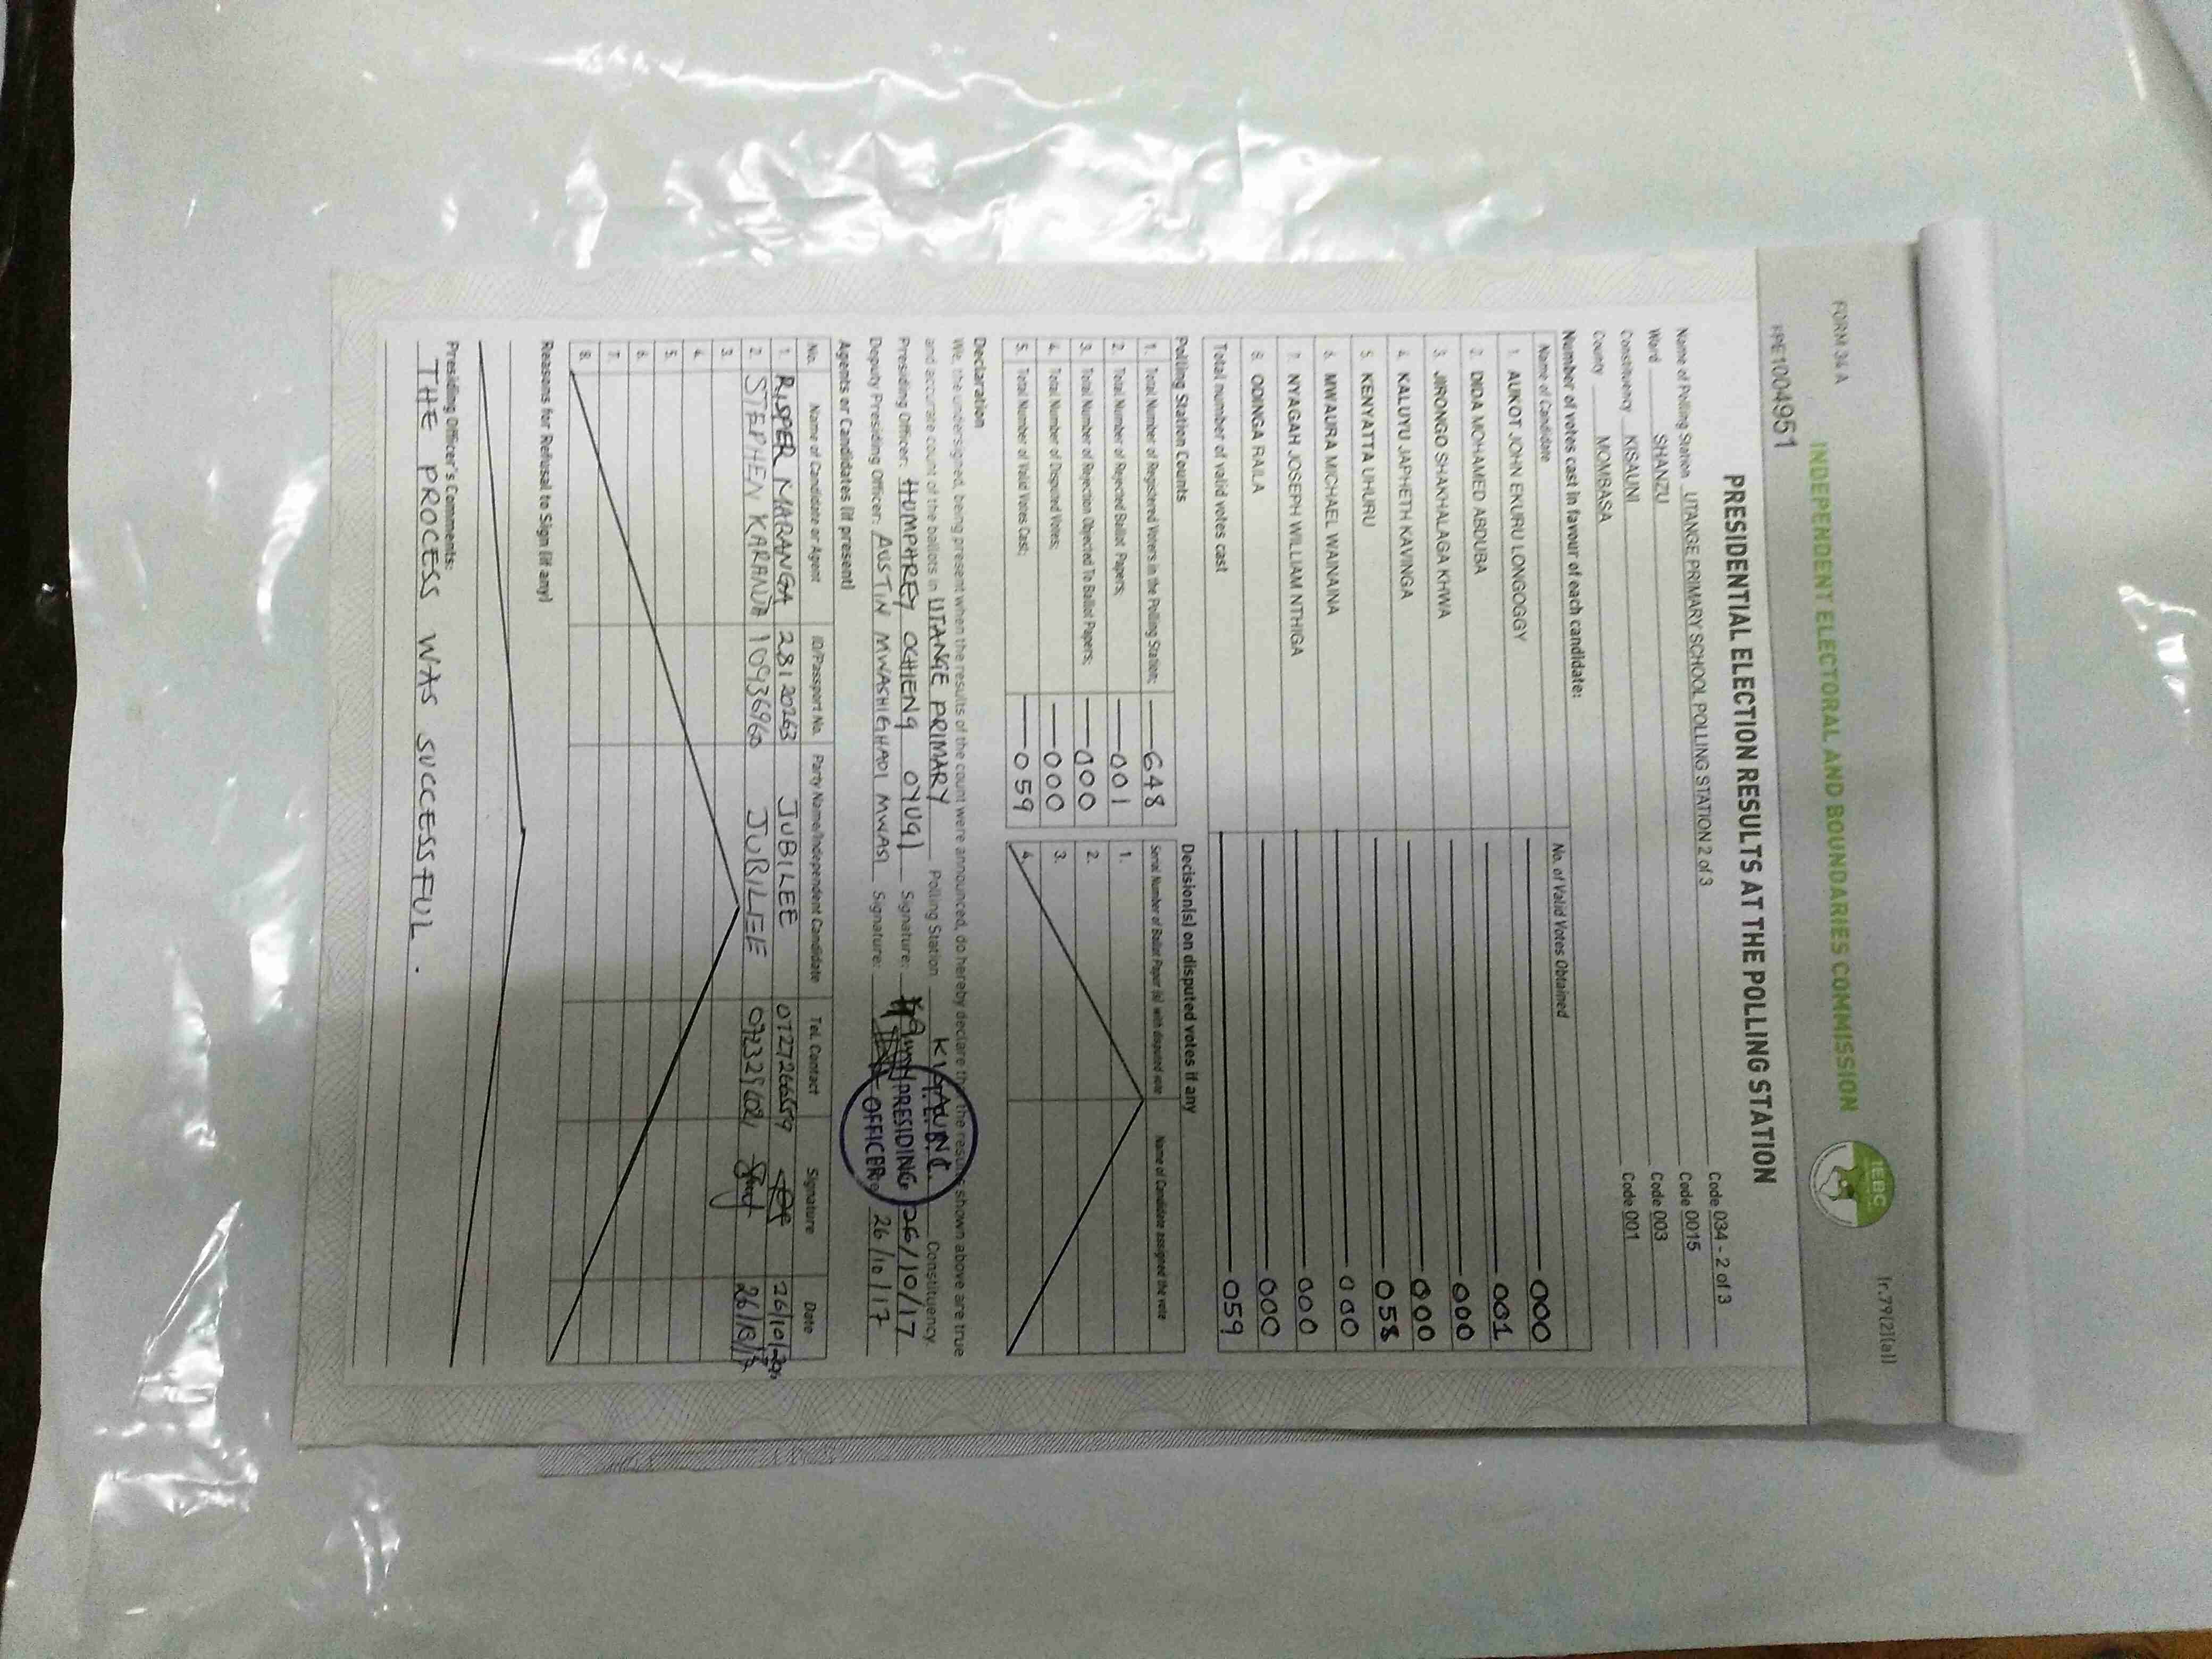 FORM 34 A
Ir.79(2)(a)]
INDEPENDENT ELECTORAL AND BOUNDARIES COMMISSION
IEBC
PRE1004951
PRESIDENTIAL ELECTION RESULTS AT THE POLLING STATION
Name of Polling Station UTANGE PRIMARY SCHOOL POLLING STATION 2 of 3 Code 034 - 2 of 3
Ward SHANZU Code 0015
Constituency KISAUNI Code 003
County MOMBASA Code 001
Number of votes cast in favour of each candidate:
Name of Candidate No. of Valid Votes Obtained
1. AUKOT JOHN EKURU LONGOGGY 000
2. DIDA MOHAMED ABDUBA 001
3. JIRONGO SHAKHALAGA KHWA 000
4. KALUYU JAPHETH KAVINGA 000
5. KENYATTA UHURU 058
6. MWAURA MICHAEL WAINAINA 000
7. NYAGAH JOSEPH WILLIAM NTHIGA 000
8. ODINGA RAILA 000
Total number of valid votes cast 059
Polling Station Counts
1. Total Number of Registered Voters in the Polling Station; 648
2. Total Number of Rejected Ballot Papers; 001
3. Total Number of Rejection Objected To Ballot Papers; 000
4. Total Number of Disputed Votes; 000
5. Total Number of Valid Votes Cast; 059
Decision(s) on disputed votes if any
Serial Number of Ballot Paper (s) with disputed vote Name of Candidate assigned the vote
1.
2.
3.
4.
Declaration
We, the undersigned, being present when the results of the count were announced, do hereby declare that the results shown above are true
and accurate count of the ballots in UTANGE PRIMARY Polling Station KISAUNI Constituency.
Presiding Officer: HUMPHREY OCHIENG OYUGI Signature: 26/10/17
Deputy Presiding Officer: AUSTIN MWASHIGHADI MWASI Signature: 26/10/17
PRESIDING
OFFICER
Agents or Candidates (if present)
No. Name of Candidate or Agent ID/Passport No. Party Name/Independent Candidate Tel. Contact Signature Date
1. RISPER MARANGA 28120263 JUBILEE 26/10/
2. STEPHEN KARANJA 10936960 JUBILEE 26/10/17
3.
4.
5.
6.
7.
8.
Reasons for Refusal to Sign (if any)
Presiding Officer's Comments:
THE PROCESS WAS SUCCESSFUL.